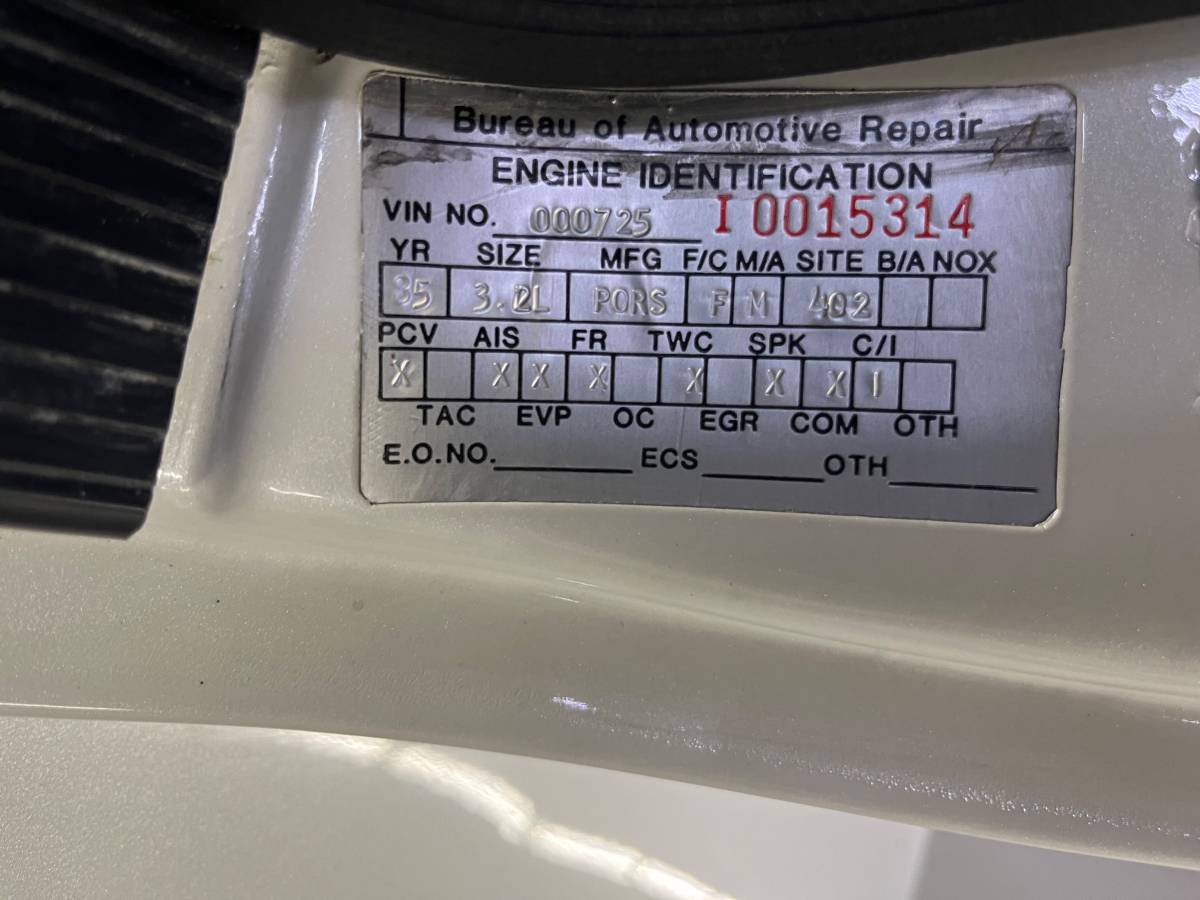 Bureau of Automotive Repair
ENGINE IDENTIFICATION
VIN NO. 000725 I 0015314
YR SIZE MFG F/C M/A SITE B/A NOX
85 3.2L PORS F M 402
PCV AIS FR TWC SPK C/I
X X X X X X X I
TAC EVP OC EGR COM OTH
E.O.NO. ECS OTH